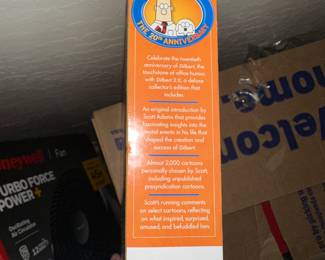 THE 20TH ANNIVERSARY
Celebrate the twentieth
anniversary of Dilbert, the
touchstone of office humor,
with Dilbert 2.0, a deluxe
collector's edition that
includes:
An original introduction by
Scott Adams that provides
fascinating insights into the
pivotal events in his life that
shaped the creation and
success of Dilbert.
Almost 2,000 cartoons
personally chosen by Scott,
including unpublished
presyndication cartoons.
Scott's running comments
on select cartoons, reflecting
on what inspired, surprised,
amused, and befuddled him.
Honeywell | Fan
TURBO FORCE
POWER+
Welcom
home.